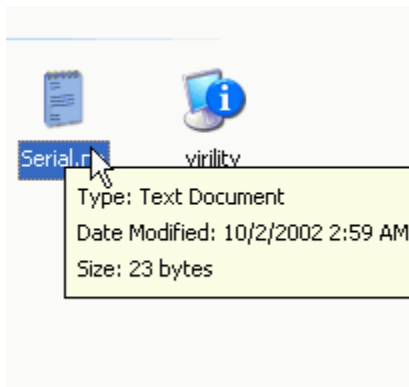 Serial.n
virility
Type: Text Document
Date Modified: 10/2/2002 2:59 AM
Size: 23 bytes